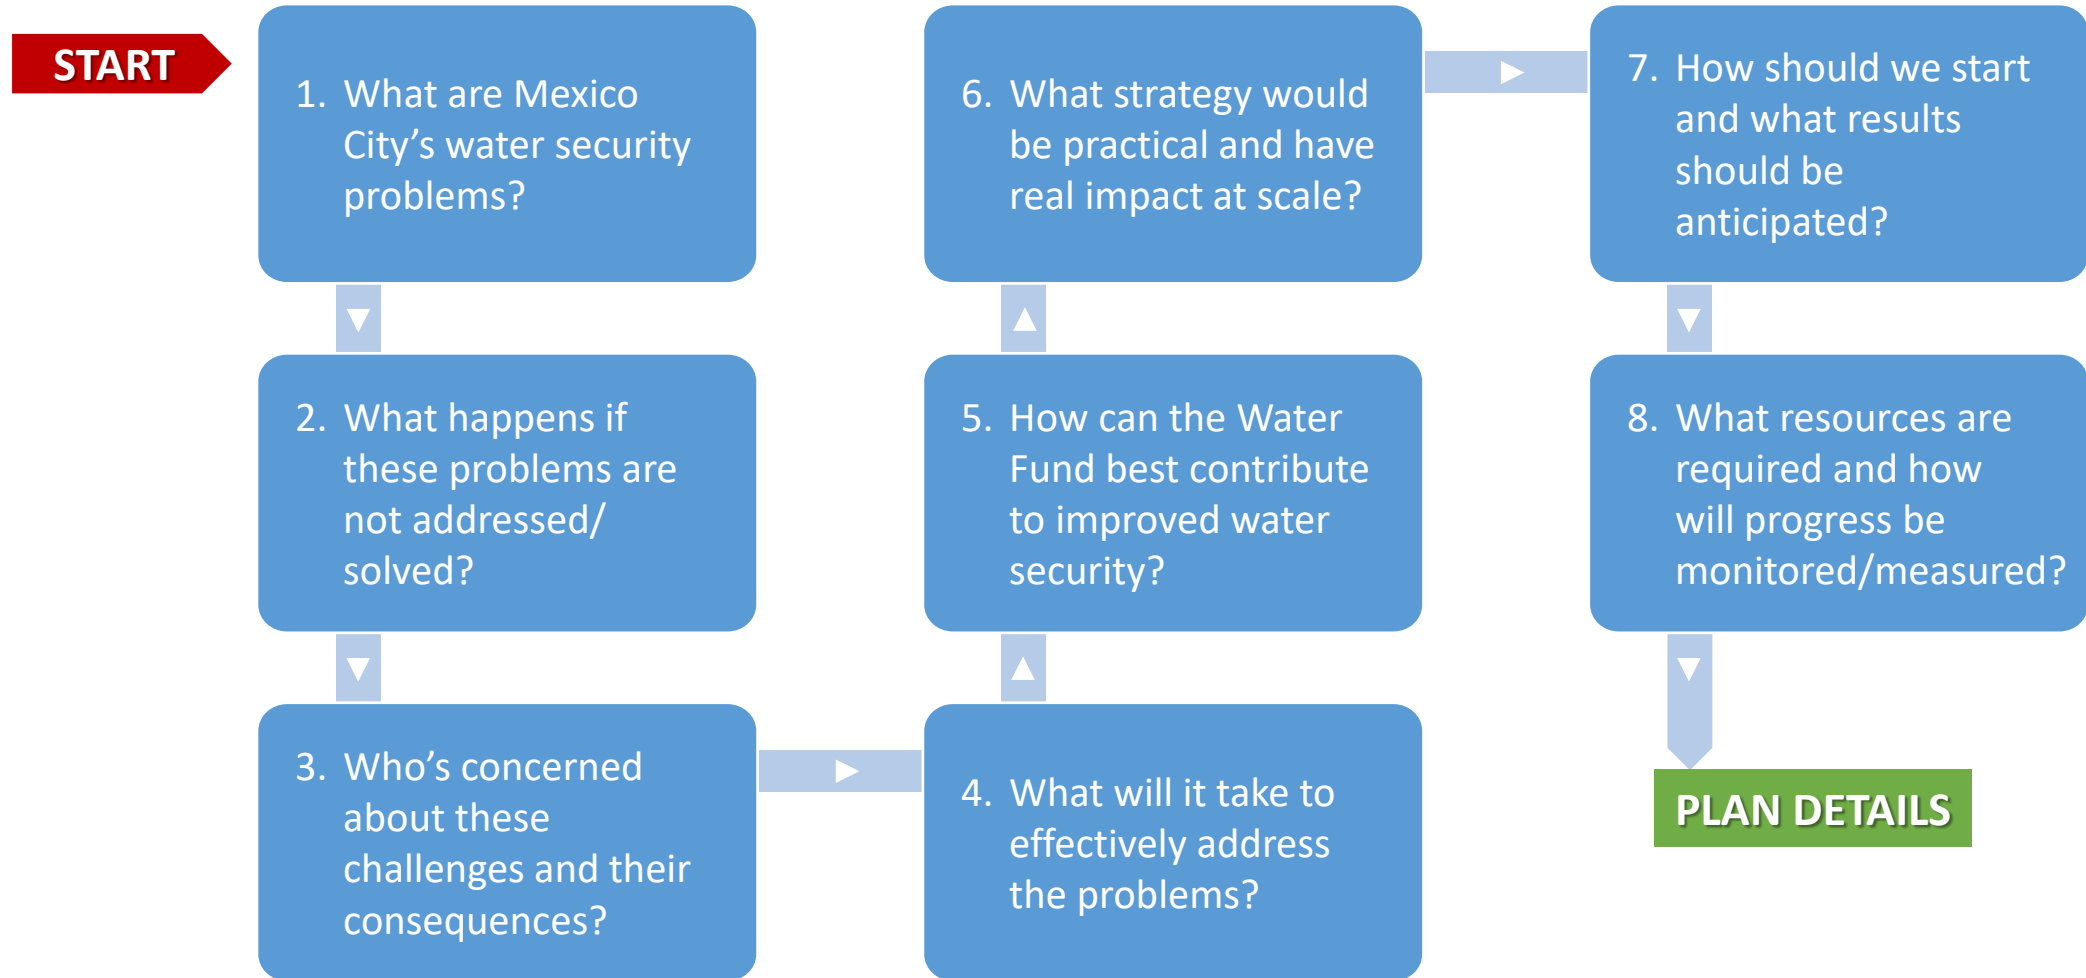 START
1. What are Mexico
City’s water security
problems?
2. What happens if
these problems are
not addressed/
solved?
3. Who’s concerned
about these
challenges and their
consequences?
4. What will it take to
effectively address
the problems?
5. How can the Water
Fund best contribute
to improved water
security?
6. What strategy would
be practical and have
real impact at scale?
7. How should we start
and what results
should be
anticipated?
8. What resources are
required and how
will progress be
monitored/measured?
PLAN DETAILS